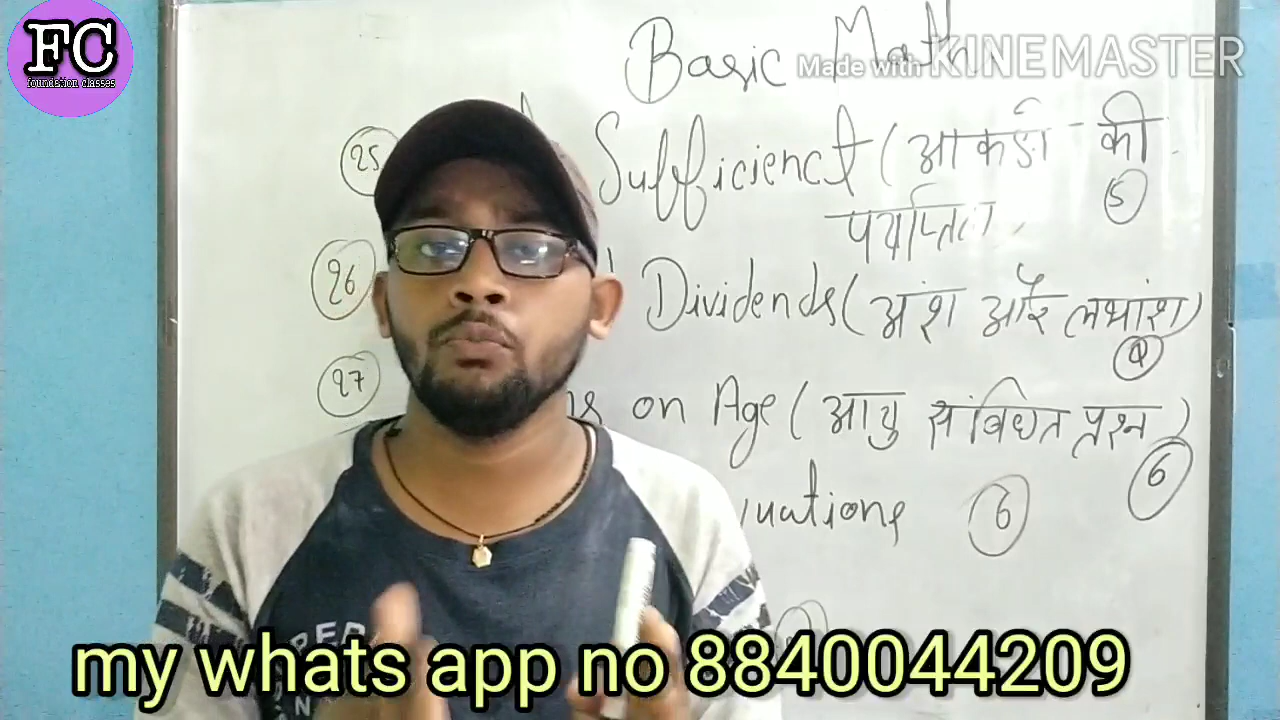 FC
foundation classes
Basic Math
Made with KINEMASTER
25 Sufficienct (आकडा की
पर्याप्तता 5
26 Dividends (अंश और लभांश) 4
27 on Age (आयु संबिधित प्रश्न) 6
uations 6
my whats app no 8840044209